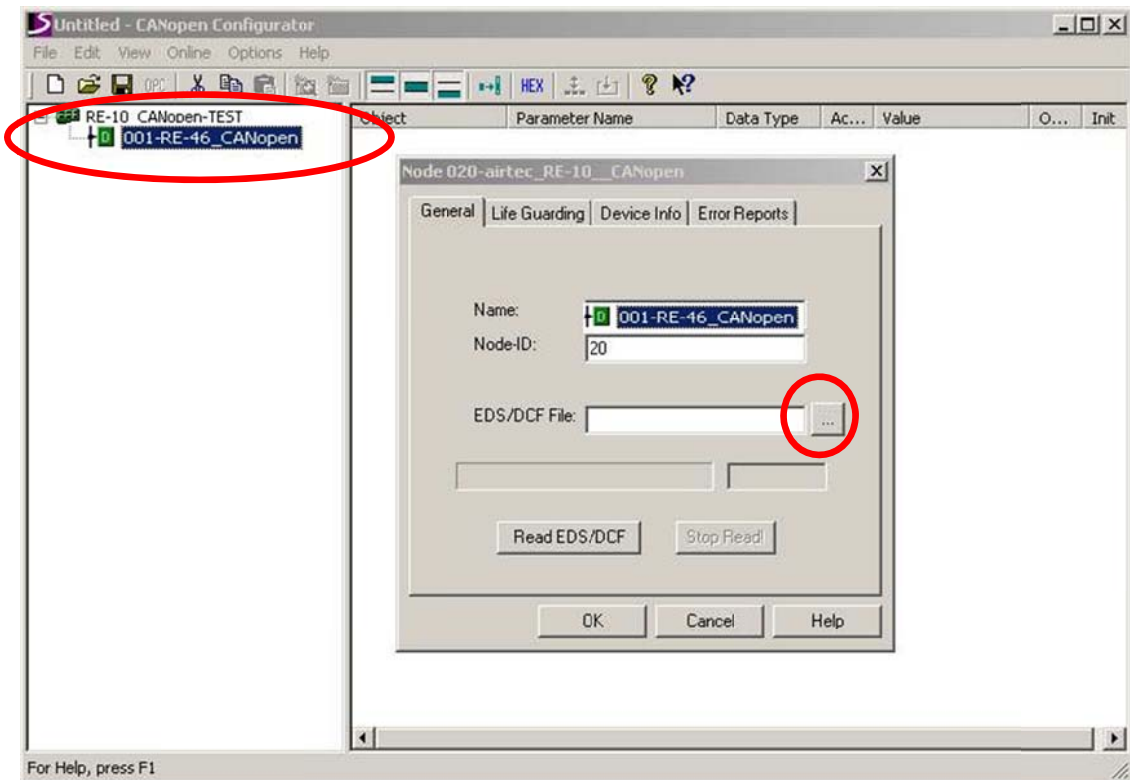 Untitled - CANopen Configurator
File Edit View Online Options Help
OPC HEX
RE-10 CANopen-TEST
001-RE-46_CANopen
Object Parameter Name Data Type Ac... Value O... Init
Node 020-airtec_RE-10__CANopen
General Life Guarding Device Info Error Reports
Name: D 001-RE-46_CANopen
Node-ID: 20
EDS/DCF File: ...
Read EDS/DCF Stop Read!
OK Cancel Help
For Help, press F1